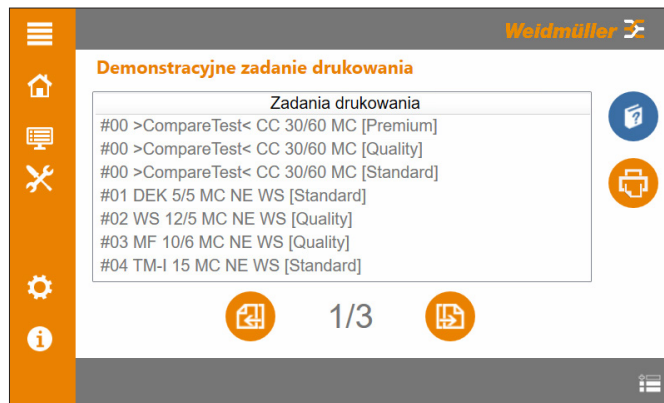 Weidmüller
Demonstracyjne zadanie drukowania
Zadania drukowania
#00 >CompareTest< CC 30/60 MC [Premium]
#00 >CompareTest< CC 30/60 MC [Quality]
#00 >CompareTest< CC 30/60 MC [Standard]
#01 DEK 5/5 MC NE WS [Standard]
#02 WS 12/5 MC NE WS [Quality]
#03 MF 10/6 MC NE WS [Quality]
#04 TM-I 15 MC NE WS [Standard]
1/3